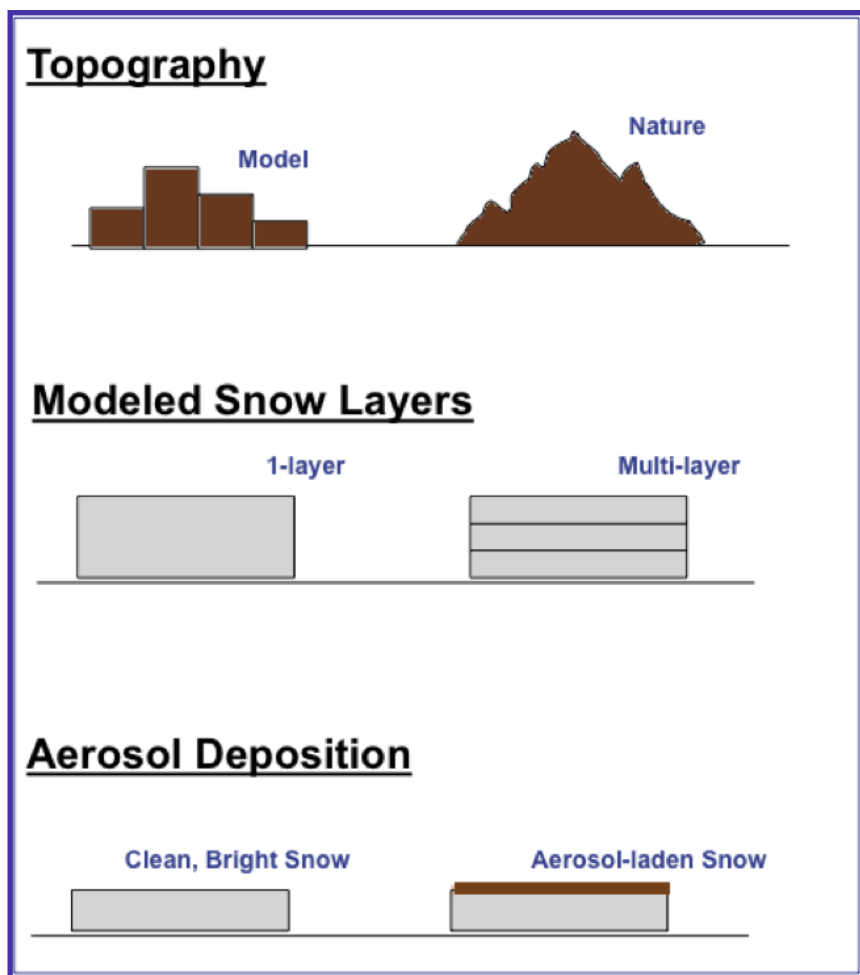 Topography
Model
Nature
Modeled Snow Layers
1-layer
Multi-layer
Aerosol Deposition
Clean, Bright Snow
Aerosol-laden Snow